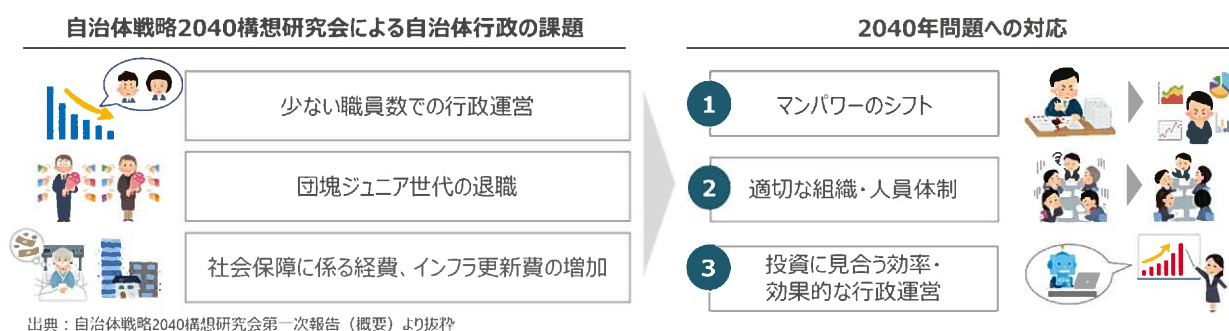 自治体戦略2040構想研究会による自治体行政の課題
少ない職員数での行政運営
団塊ジュニア世代の退職
社会保障に係る経費、インフラ更新費の増加
出典：自治体戦略2040構想研究会第一次報告（概要）より抜粋
2040年問題への対応
1 マンパワーのシフト
2 適切な組織・人員体制
3 投資に見合う効率・
効果的な行政運営